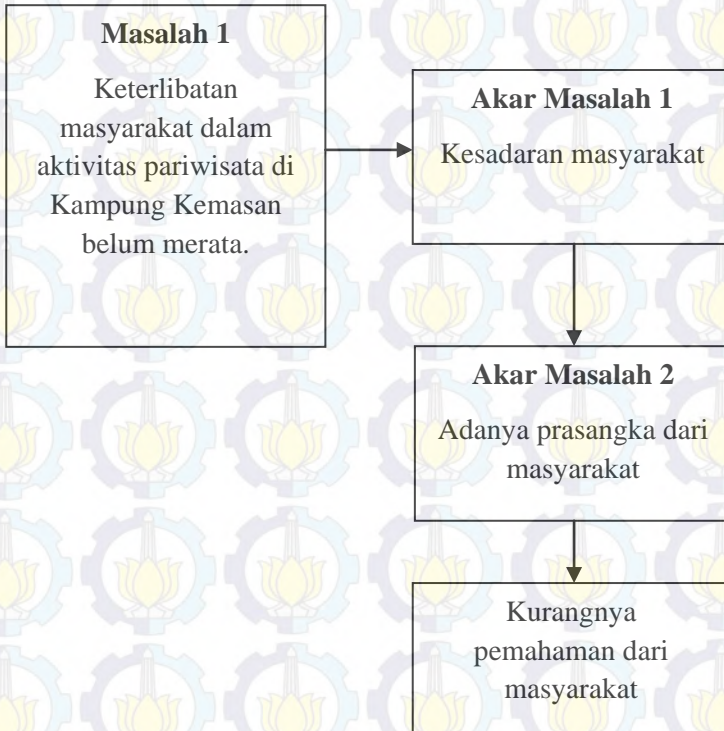 Masalah 1
Keterlibatan
masyarakat dalam
aktivitas pariwisata di
Kampung Kemasan
belum merata.
Akar Masalah 1
Kesadaran masyarakat
Akar Masalah 2
Adanya prasangka dari
masyarakat
Kurangnya
pemahaman dari
masyarakat